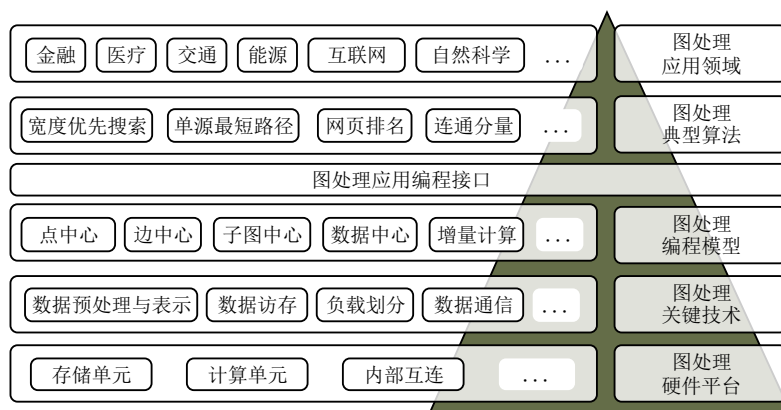 金融 医疗 交通 能源 互联网 自然科学 ...
图处理
应用领域
宽度优先搜索 单源最短路径 网页排名 连通分量 ...
图处理
典型算法
图处理应用编程接口
点中心 边中心 子图中心 数据中心 增量计算 ...
图处理
编程模型
数据预处理与表示 数据访存 负载划分 数据通信 ...
图处理
关键技术
存储单元 计算单元 内部互连 ...
图处理
硬件平台